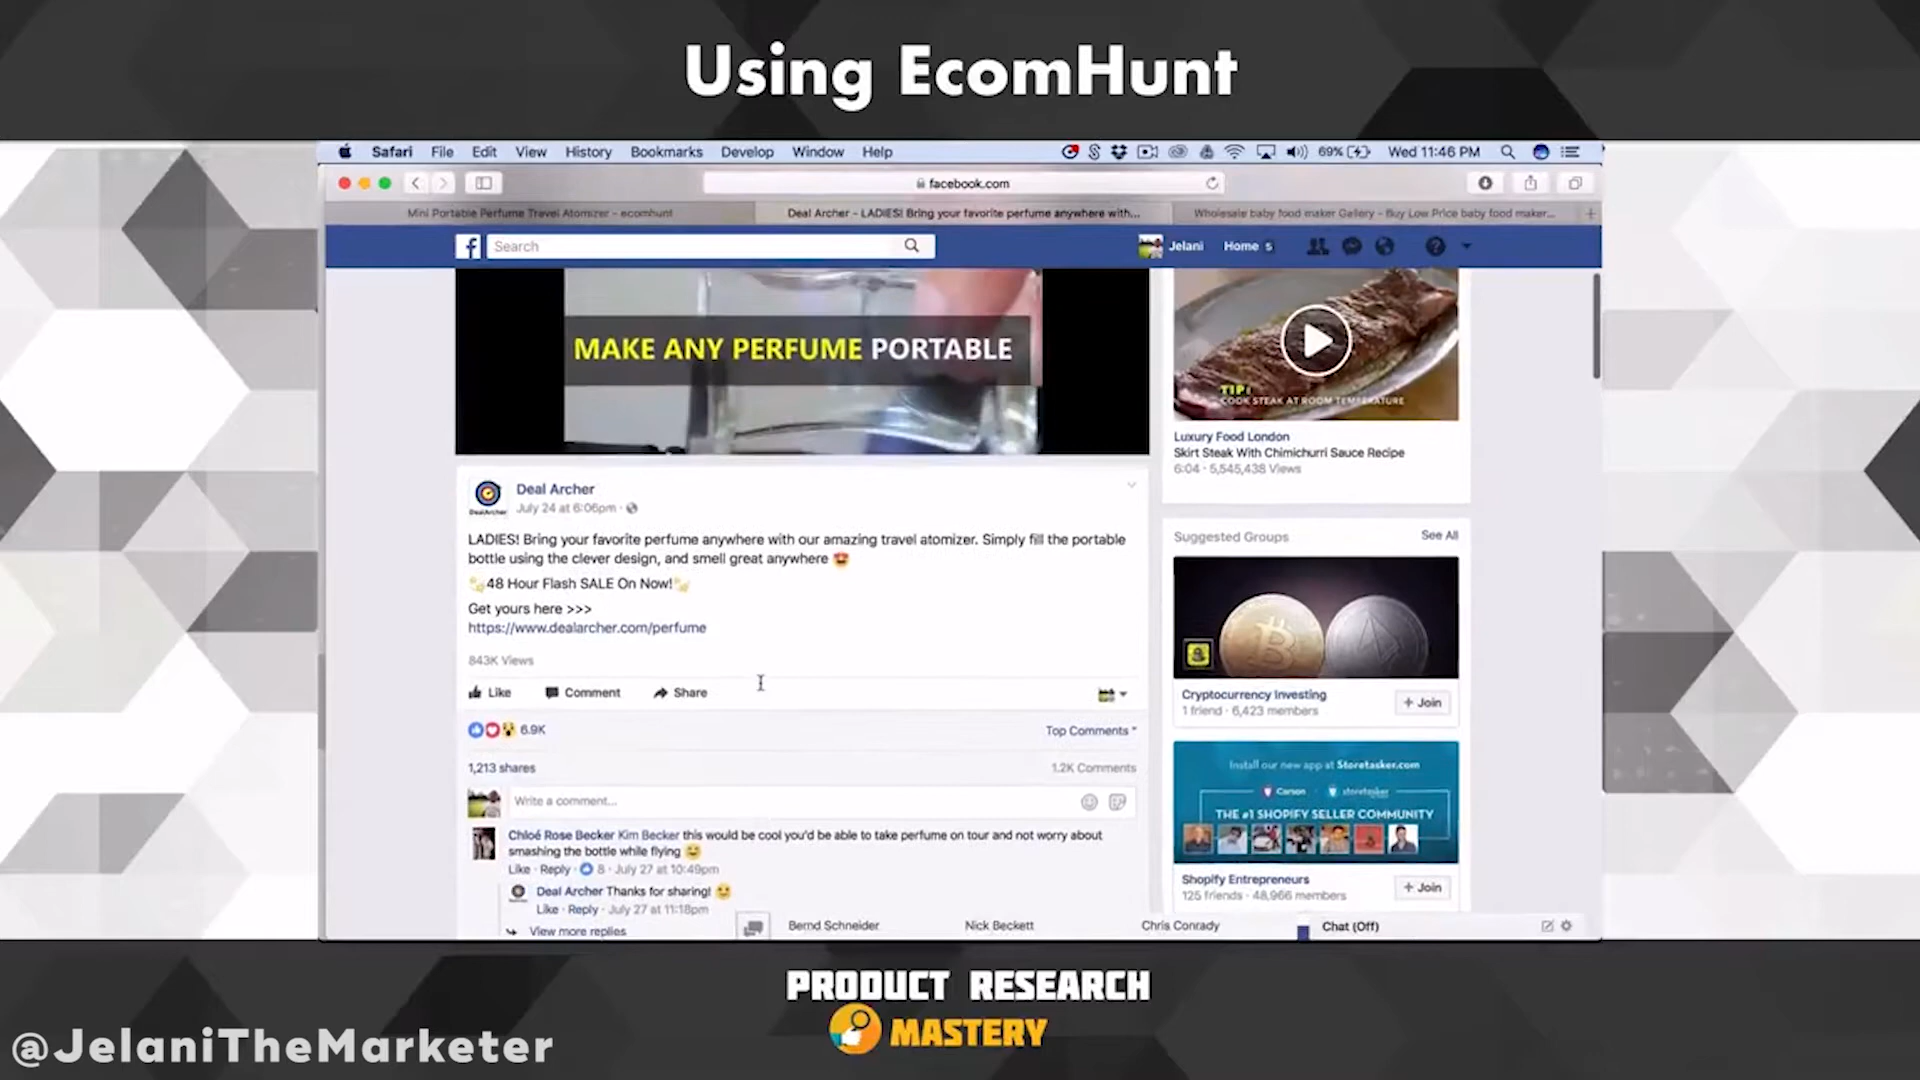 Using EcomHunt
Safari File Edit View History Bookmarks Develop Window Help 69% Wed 11:46 PM
facebook.com
Mini Portable Perfume Travel Atomizer - ecomhunt
Deal Archer - LADIES! Bring your favorite perfume anywhere with...
Wholesale baby food maker Gallery - Buy Low Price baby food maker...
Search
Jelani Home 5
MAKE ANY PERFUME PORTABLE
TIP:
COOK STEAK AT ROOM TEMPERATURE
Luxury Food London
Skirt Steak With Chimichurri Sauce Recipe
6:04 · 5,545,438 Views
Deal Archer
July 24 at 6:06pm ·
LADIES! Bring your favorite perfume anywhere with our amazing travel atomizer. Simply fill the portable
bottle using the clever design, and smell great anywhere
48 Hour Flash SALE On Now!
Get yours here >>>
https://www.dealarcher.com/perfume
843K Views
Like Comment Share
6.9K
Top Comments
1,213 shares
1.2K Comments
Write a comment...
Chloé Rose Becker Kim Becker this would be cool you'd be able to take perfume on tour and not worry about
smashing the bottle while flying
Like · Reply · 8 · July 27 at 10:49pm
Deal Archer Thanks for sharing!
Like · Reply · July 27 at 11:18pm
View more replies
Suggested Groups
See All
Cryptocurrency Investing
1 friend · 6,423 members
+ Join
Install our new app at Storetasker.com
Carson storetasker
THE #1 SHOPIFY SELLER COMMUNITY
Shopify Entrepreneurs
125 friends · 48,966 members
+ Join
Bernd Schneider
Nick Beckett
Chris Conrady
Chat (Off)
PRODUCT RESEARCH
MASTERY
@JelaniTheMarketer